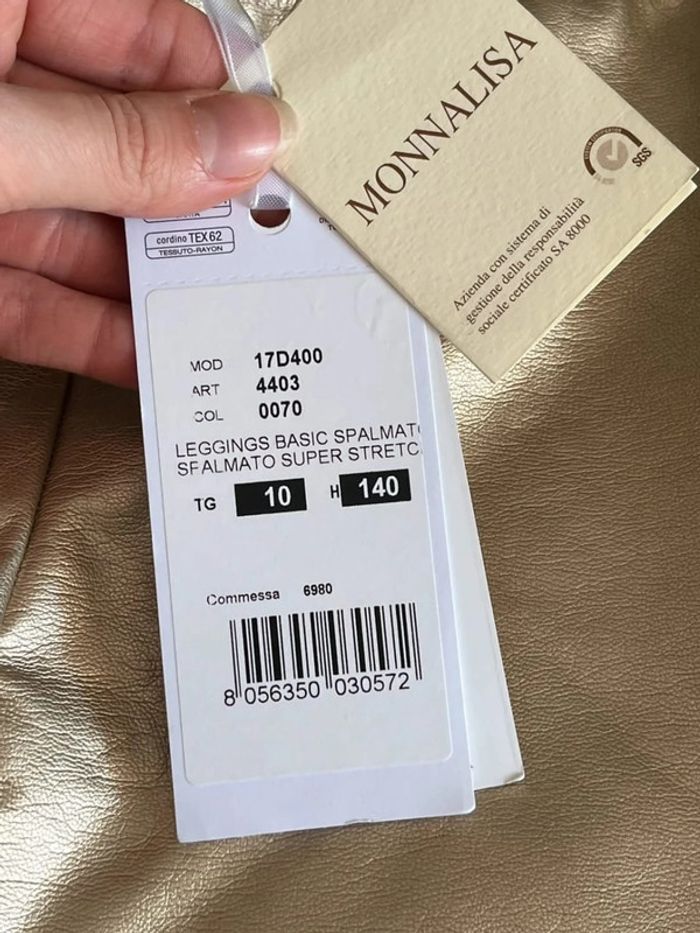 MONNALISA
SGS
Azienda con sistema di
gestione della responsabilità
sociale certificato SA 8000
cordino TEX62
TESSUTO-RAYON
MOD 17D400
ART 4403
COL 0070
LEGGINGS BASIC SPALMAT
SPALMATO SUPER STRETC
TG 10 H 140
Commessa 6980
8 056350 030572